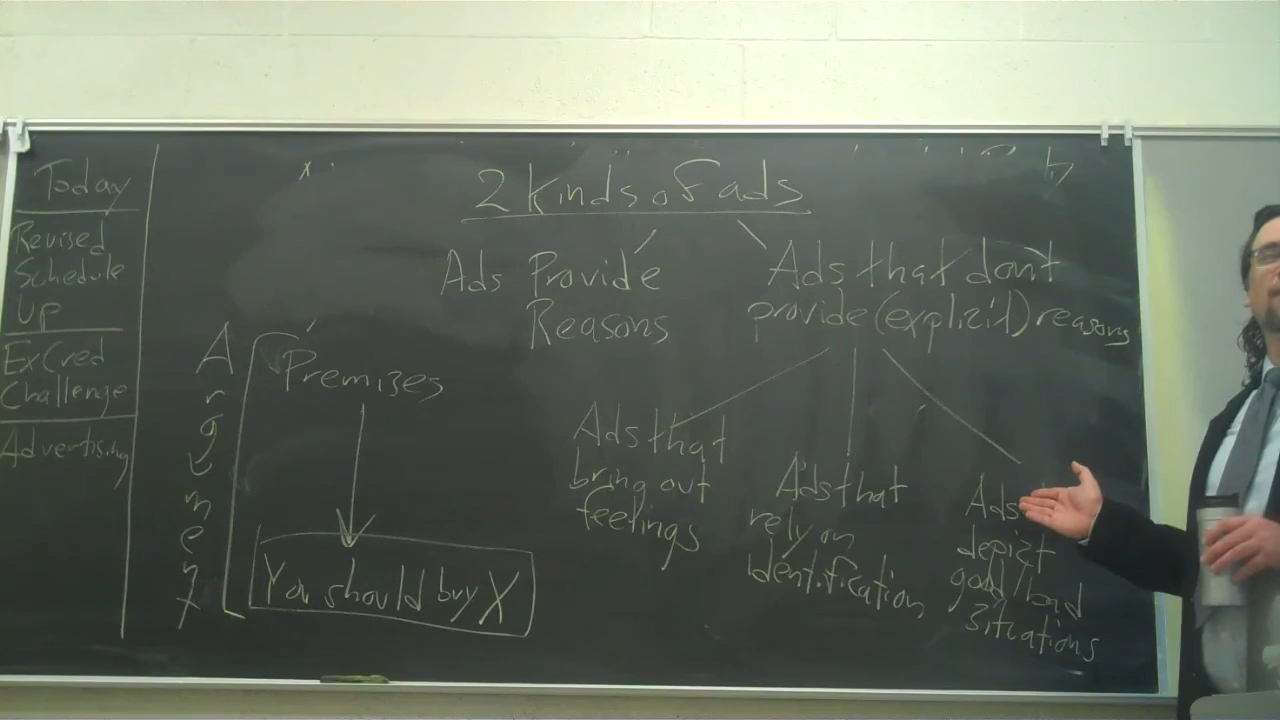 Today
Revised
Schedule
Up
ExCred
Challenge
Advertising
2 Kinds of ads
Ads Provide
Reasons
Ads that dont
provide (explicit) reasons
Argument
Premises
You should buy X
Ads that
bring out
feelings
Ads that
rely on
identification
Ads
depict
good/bad
situations